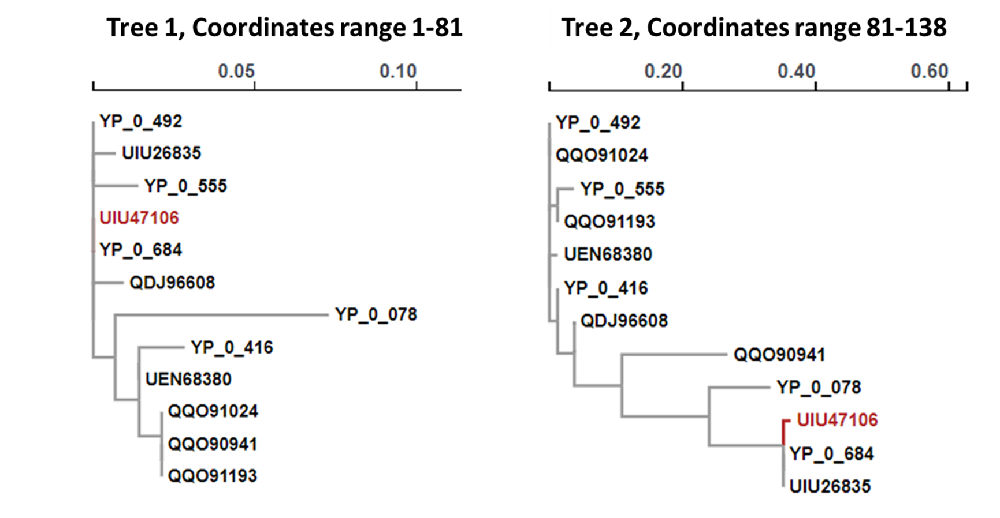 Tree 1, Coordinates range 1-81
0.05 0.10
YP_0_492
UIU26835
YP_0_555
UIU47106
YP_0_684
QDJ96608
YP_0_078
YP_0_416
UEN68380
QQO91024
QQO90941
QQO91193
Tree 2, Coordinates range 81-138
0.20 0.40 0.60
YP_0_492
QQO91024
YP_0_555
QQO91193
UEN68380
YP_0_416
QDJ96608
QQO90941
YP_0_078
UIU47106
YP_0_684
UIU26835